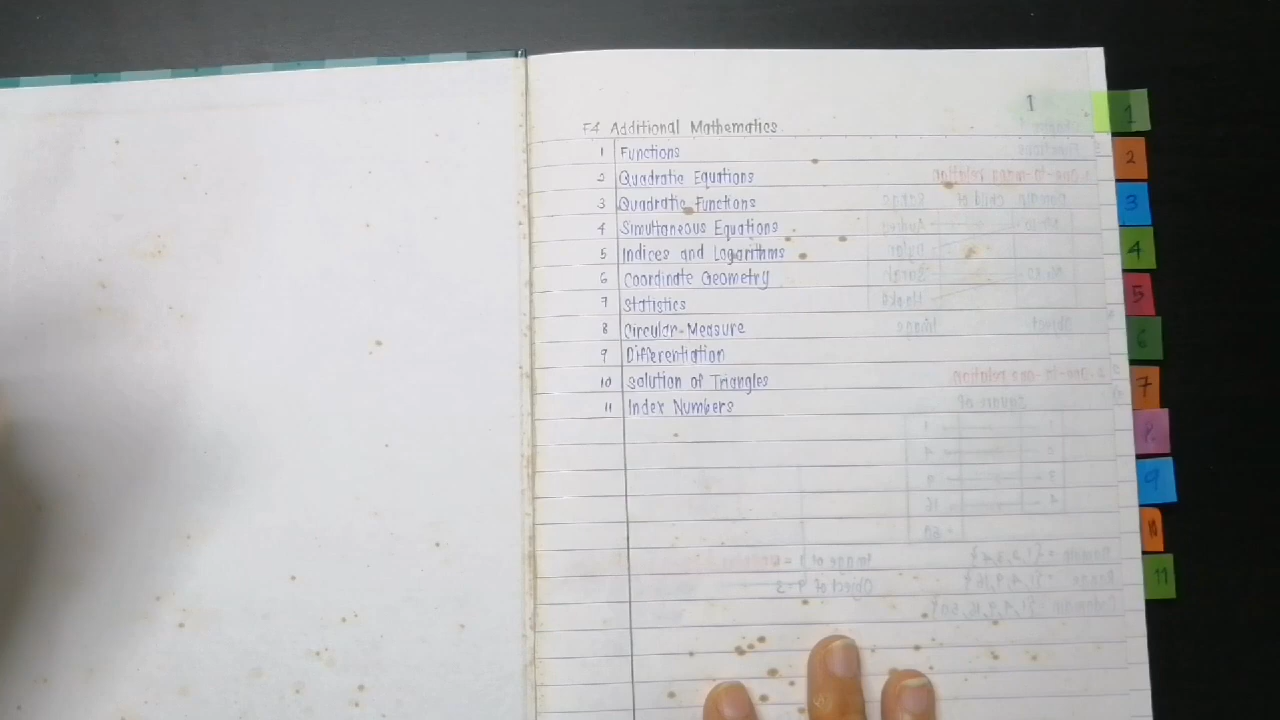 1
F4 Additional Mathematics
1 Functions
2 Quadratic Equations
3 Quadratic Functions
4 Simultaneous Equations
5 Indices and Logarithms
6 Coordinate Geometry
7 Statistics
8 Circular Measure
9 Differentiation
10 Solution of Triangles
11 Index Numbers
1
2
3
4
5
6
7
8
9
10
11